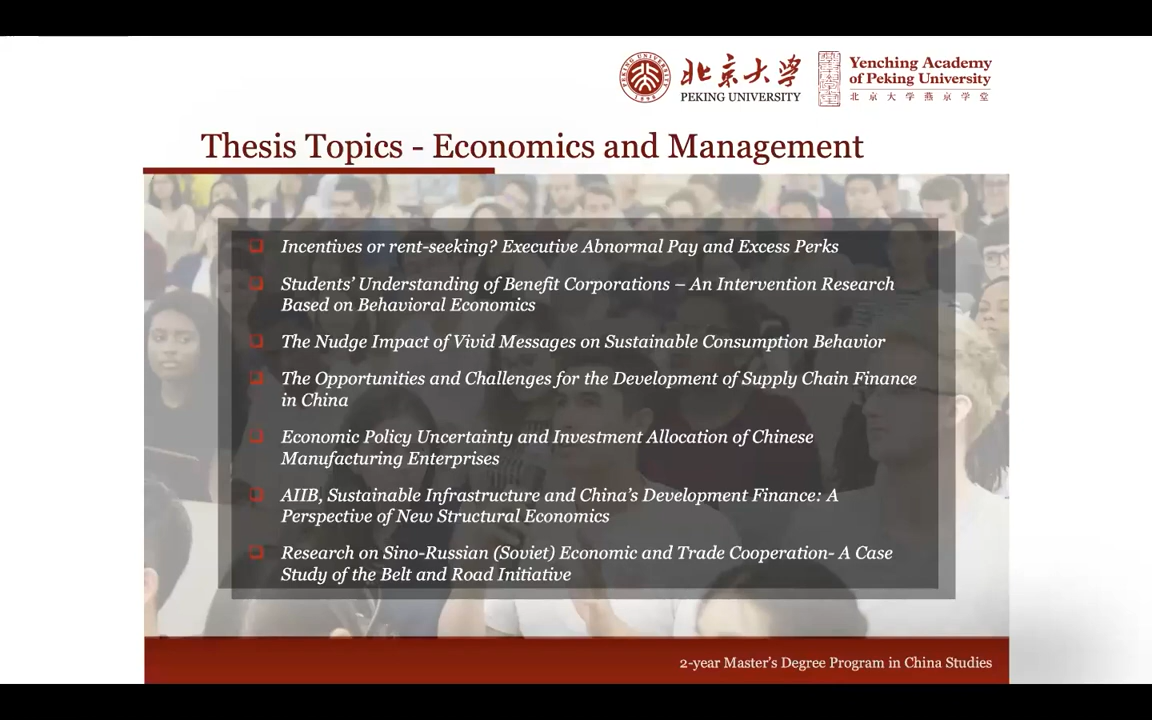 PEKING UNIVERSITY
1898
北京大学
PEKING UNIVERSITY
Yenching Academy
of Peking University
北京大学燕京学堂
Thesis Topics - Economics and Management
Incentives or rent-seeking? Executive Abnormal Pay and Excess Perks
Students’ Understanding of Benefit Corporations – An Intervention Research
Based on Behavioral Economics
The Nudge Impact of Vivid Messages on Sustainable Consumption Behavior
The Opportunities and Challenges for the Development of Supply Chain Finance
in China
Economic Policy Uncertainty and Investment Allocation of Chinese
Manufacturing Enterprises
AIIB, Sustainable Infrastructure and China’s Development Finance: A
Perspective of New Structural Economics
Research on Sino-Russian (Soviet) Economic and Trade Cooperation- A Case
Study of the Belt and Road Initiative
2-year Master’s Degree Program in China Studies